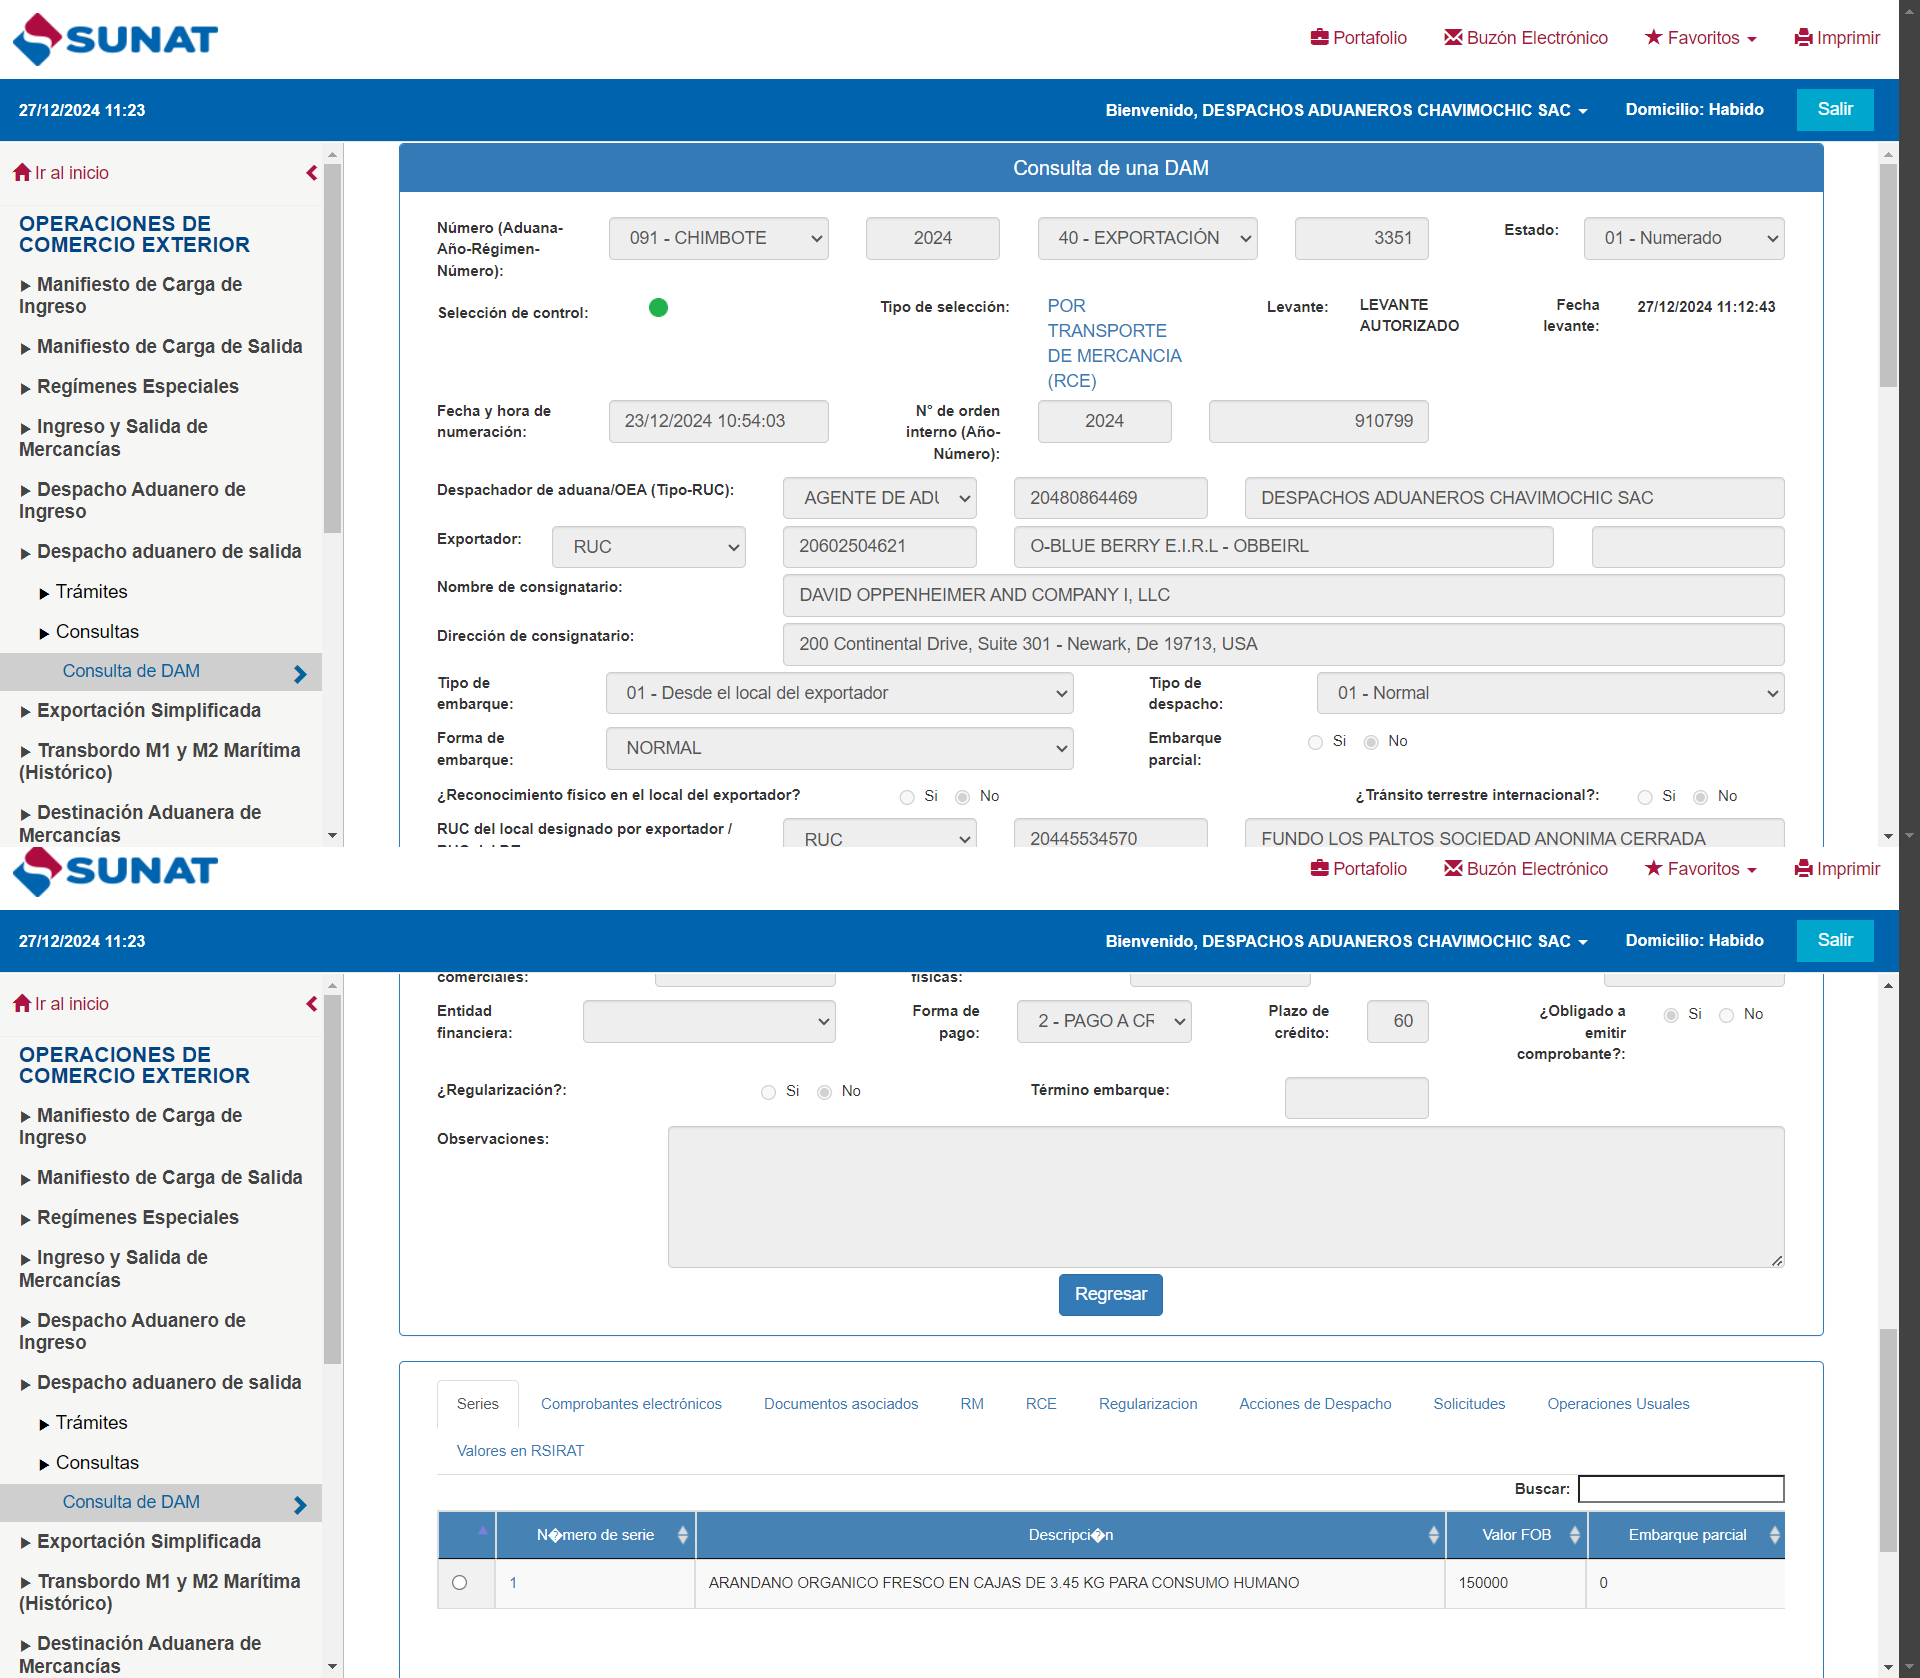 SUNAT
Portafolio Buzón Electrónico Favoritos Imprimir
27/12/2024 11:23 Bienvenido, DESPACHOS ADUANEROS CHAVIMOCHIC SAC Domicilio: Habido Salir
Ir al inicio
OPERACIONES DE
COMERCIO EXTERIOR
Manifiesto de Carga de
Ingreso
Manifiesto de Carga de Salida
Regímenes Especiales
Ingreso y Salida de
Mercancías
Despacho Aduanero de
Ingreso
Despacho aduanero de salida
Trámites
Consultas
Consulta de DAM
Exportación Simplificada
Transbordo M1 y M2 Marítima
(Histórico)
Destinación Aduanera de
Mercancías
Consulta de una DAM
Número (Aduana-
Año-Régimen-
Número):
091 - CHIMBOTE 2024 40 - EXPORTACIÓN 3351 Estado: 01 - Numerado
Selección de control: Tipo de selección: POR
TRANSPORTE
DE MERCANCIA
(RCE)
Levante: LEVANTE
AUTORIZADO
Fecha
levante:
27/12/2024 11:12:43
Fecha y hora de
numeración:
23/12/2024 10:54:03
N° de orden
interno (Año-
Número):
2024 910799
Despachador de aduana/OEA (Tipo-RUC): AGENTE DE ADU 20480864469 DESPACHOS ADUANEROS CHAVIMOCHIC SAC
Exportador: RUC 20602504621 O-BLUE BERRY E.I.R.L - OBBEIRL
Nombre de consignatario: DAVID OPPENHEIMER AND COMPANY I, LLC
Dirección de consignatario: 200 Continental Drive, Suite 301 - Newark, De 19713, USA
Tipo de
embarque:
01 - Desde el local del exportador
Tipo de
despacho:
01 - Normal
Forma de
embarque:
NORMAL
Embarque
parcial:
Si No
¿Reconocimiento físico en el local del exportador? Si No ¿Tránsito terrestre internacional?: Si No
RUC del local designado por exportador /
RUC 20445534570 FUNDO LOS PALTOS SOCIEDAD ANONIMA CERRADA
SUNAT
Portafolio Buzón Electrónico Favoritos Imprimir
27/12/2024 11:23 Bienvenido, DESPACHOS ADUANEROS CHAVIMOCHIC SAC Domicilio: Habido Salir
Ir al inicio
OPERACIONES DE
COMERCIO EXTERIOR
Manifiesto de Carga de
Ingreso
Manifiesto de Carga de Salida
Regímenes Especiales
Ingreso y Salida de
Mercancías
Despacho Aduanero de
Ingreso
Despacho aduanero de salida
Trámites
Consultas
Consulta de DAM
Exportación Simplificada
Transbordo M1 y M2 Marítima
(Histórico)
Destinación Aduanera de
Mercancías
comerciales: físicas:
Entidad
financiera:
Forma de
pago:
2 - PAGO A CR
Plazo de
crédito:
60
¿Obligado a
emitir
comprobante?:
Si No
¿Regularización?: Si No Término embarque:
Observaciones:
Regresar
Series Comprobantes electrónicos Documentos asociados RM RCE Regularizacion Acciones de Despacho Solicitudes Operaciones Usuales
Valores en RSIRAT
Buscar:
N�mero de serie Descripci�n Valor FOB Embarque parcial
1 ARANDANO ORGANICO FRESCO EN CAJAS DE 3.45 KG PARA CONSUMO HUMANO 150000 0